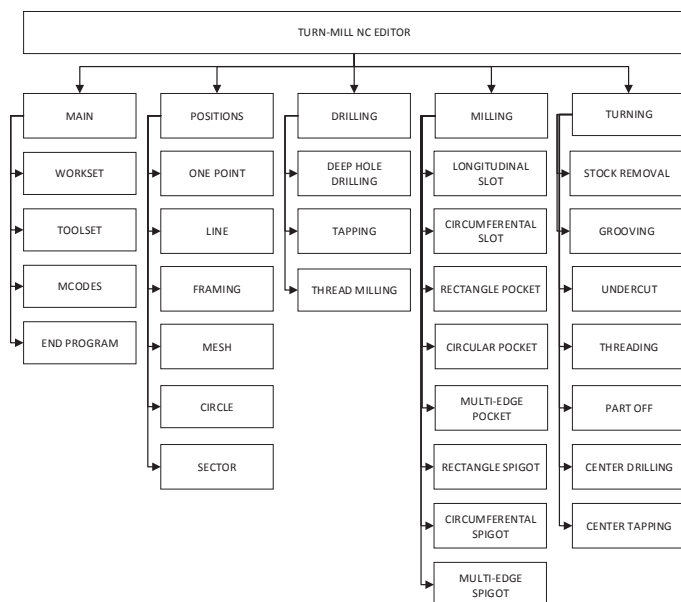 TURN-MILL NC EDITOR
MAIN
WORKSET
TOOLSET
MCODES
END PROGRAM
POSITIONS
ONE POINT
LINE
FRAMING
MESH
CIRCLE
SECTOR
DRILLING
DEEP HOLE
DRILLING
TAPPING
THREAD MILLING
MILLING
LONGITUDINAL
SLOT
CIRCUMFERENTAL
SLOT
RECTANGLE POCKET
CIRCULAR POCKET
MULTI-EDGE
POCKET
RECTANGLE SPIGOT
CIRCUMFERENTAL
SPIGOT
MULTI-EDGE
SPIGOT
TURNING
STOCK REMOVAL
GROOVING
UNDERCUT
THREADING
PART OFF
CENTER DRILLING
CENTER TAPPING